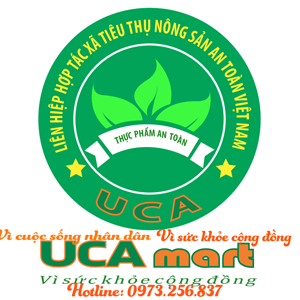 LIÊN HIỆP HỢP TÁC XÃ TIÊU THỤ NÔNG SẢN AN TOÀN VIỆT NAM
THỰC PHẨM AN TOÀN
UCA
Vì cuộc sống nhân dân Vì sức khỏe cộng đồng
UCA mart
Vì sức khỏe cộng đồng
Hotline: 0973.256.837